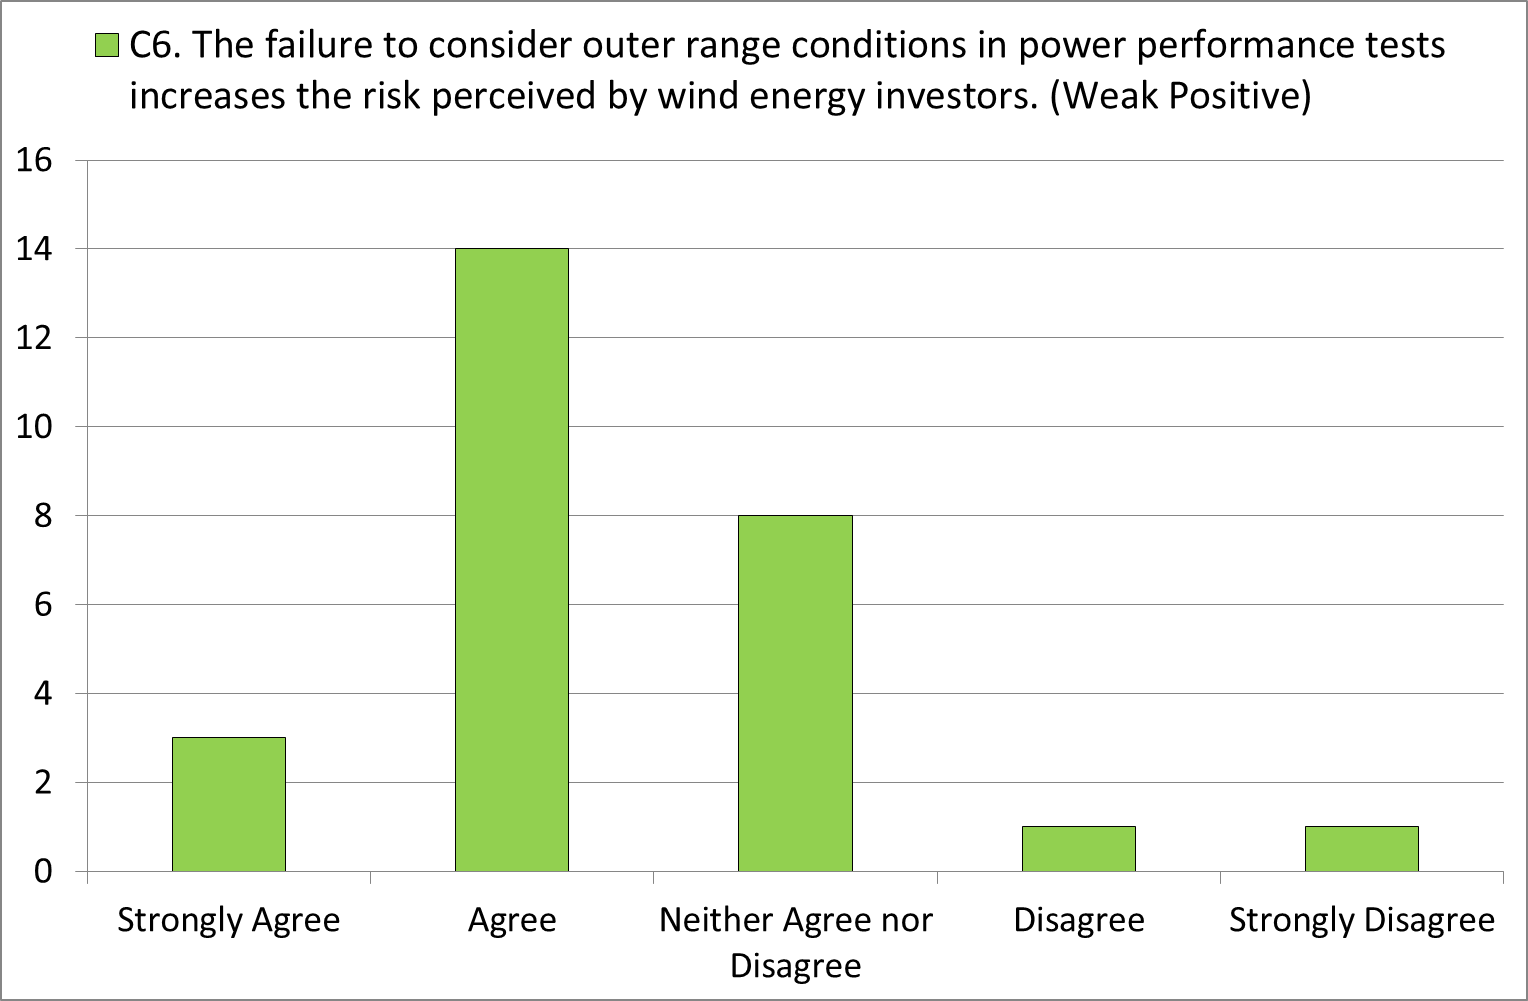 C6. The failure to consider outer range conditions in power performance tests
increases the risk perceived by wind energy investors. (Weak Positive)
16
14
12
10
8
6
4
2
0
Strongly Agree
Agree
Neither Agree nor
Disagree
Disagree
Strongly Disagree